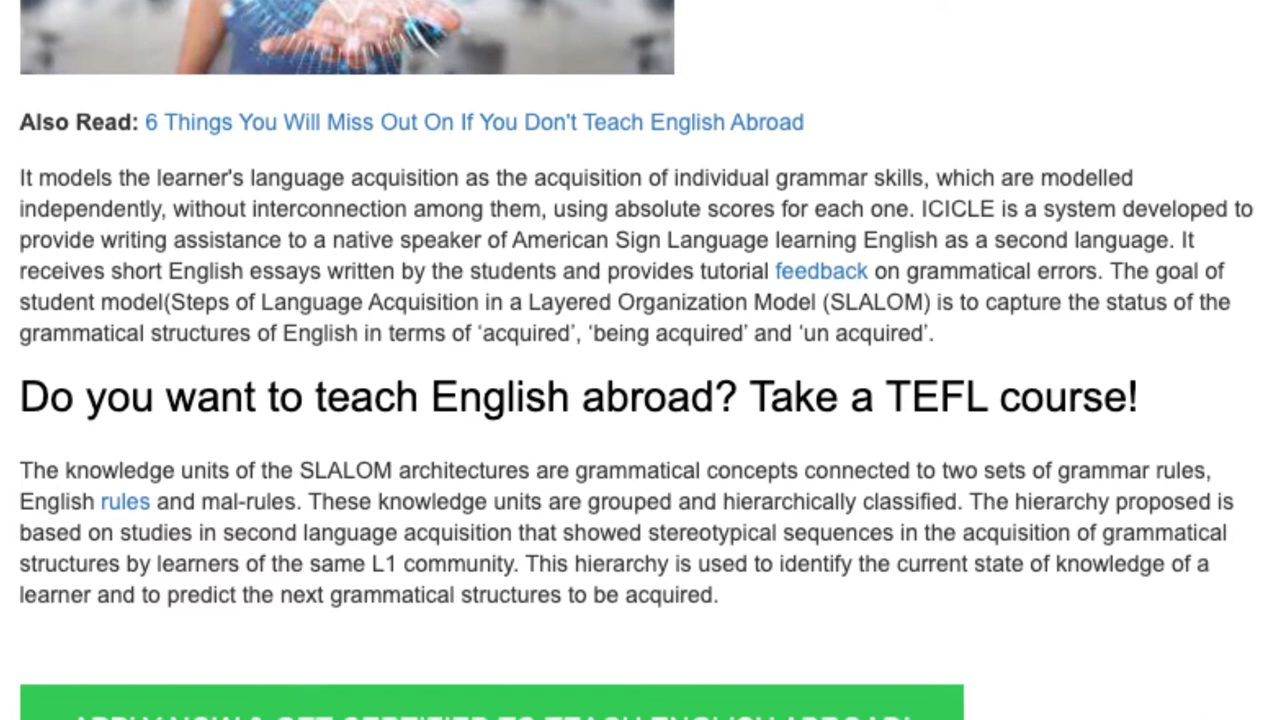 Also Read: 6 Things You Will Miss Out On If You Don't Teach English Abroad
It models the learner's language acquisition as the acquisition of individual grammar skills, which are modelled
independently, without interconnection among them, using absolute scores for each one. ICICLE is a system developed to
provide writing assistance to a native speaker of American Sign Language learning English as a second language. It
receives short English essays written by the students and provides tutorial feedback on grammatical errors. The goal of
student model(Steps of Language Acquisition in a Layered Organization Model (SLALOM) is to capture the status of the
grammatical structures of English in terms of ‘acquired’, ‘being acquired’ and ‘un acquired’.
Do you want to teach English abroad? Take a TEFL course!
The knowledge units of the SLALOM architectures are grammatical concepts connected to two sets of grammar rules,
English rules and mal-rules. These knowledge units are grouped and hierarchically classified. The hierarchy proposed is
based on studies in second language acquisition that showed stereotypical sequences in the acquisition of grammatical
structures by learners of the same L1 community. This hierarchy is used to identify the current state of knowledge of a
learner and to predict the next grammatical structures to be acquired.
APPLY NOW & GET CERTIFIED TO TEACH ENGLISH ABROAD!